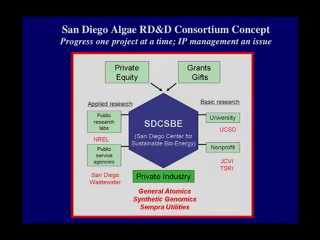 San Diego Algae RD&D Consortium Concept
Progress one project at a time; IP management an issue
Private
Equity
Grants
Gifts
Applied research
Basic research
Public
research
labs
NREL
Public
service
agencies
San Diego
Wastewater
SDCSBE
(San Diego Center for
Sustainable Bio-Energy)
University
UCSD
Nonprofit
JCVI
TSRI
Private Industry
General Atomics
Synthetic Genomics
Sempra Utilities